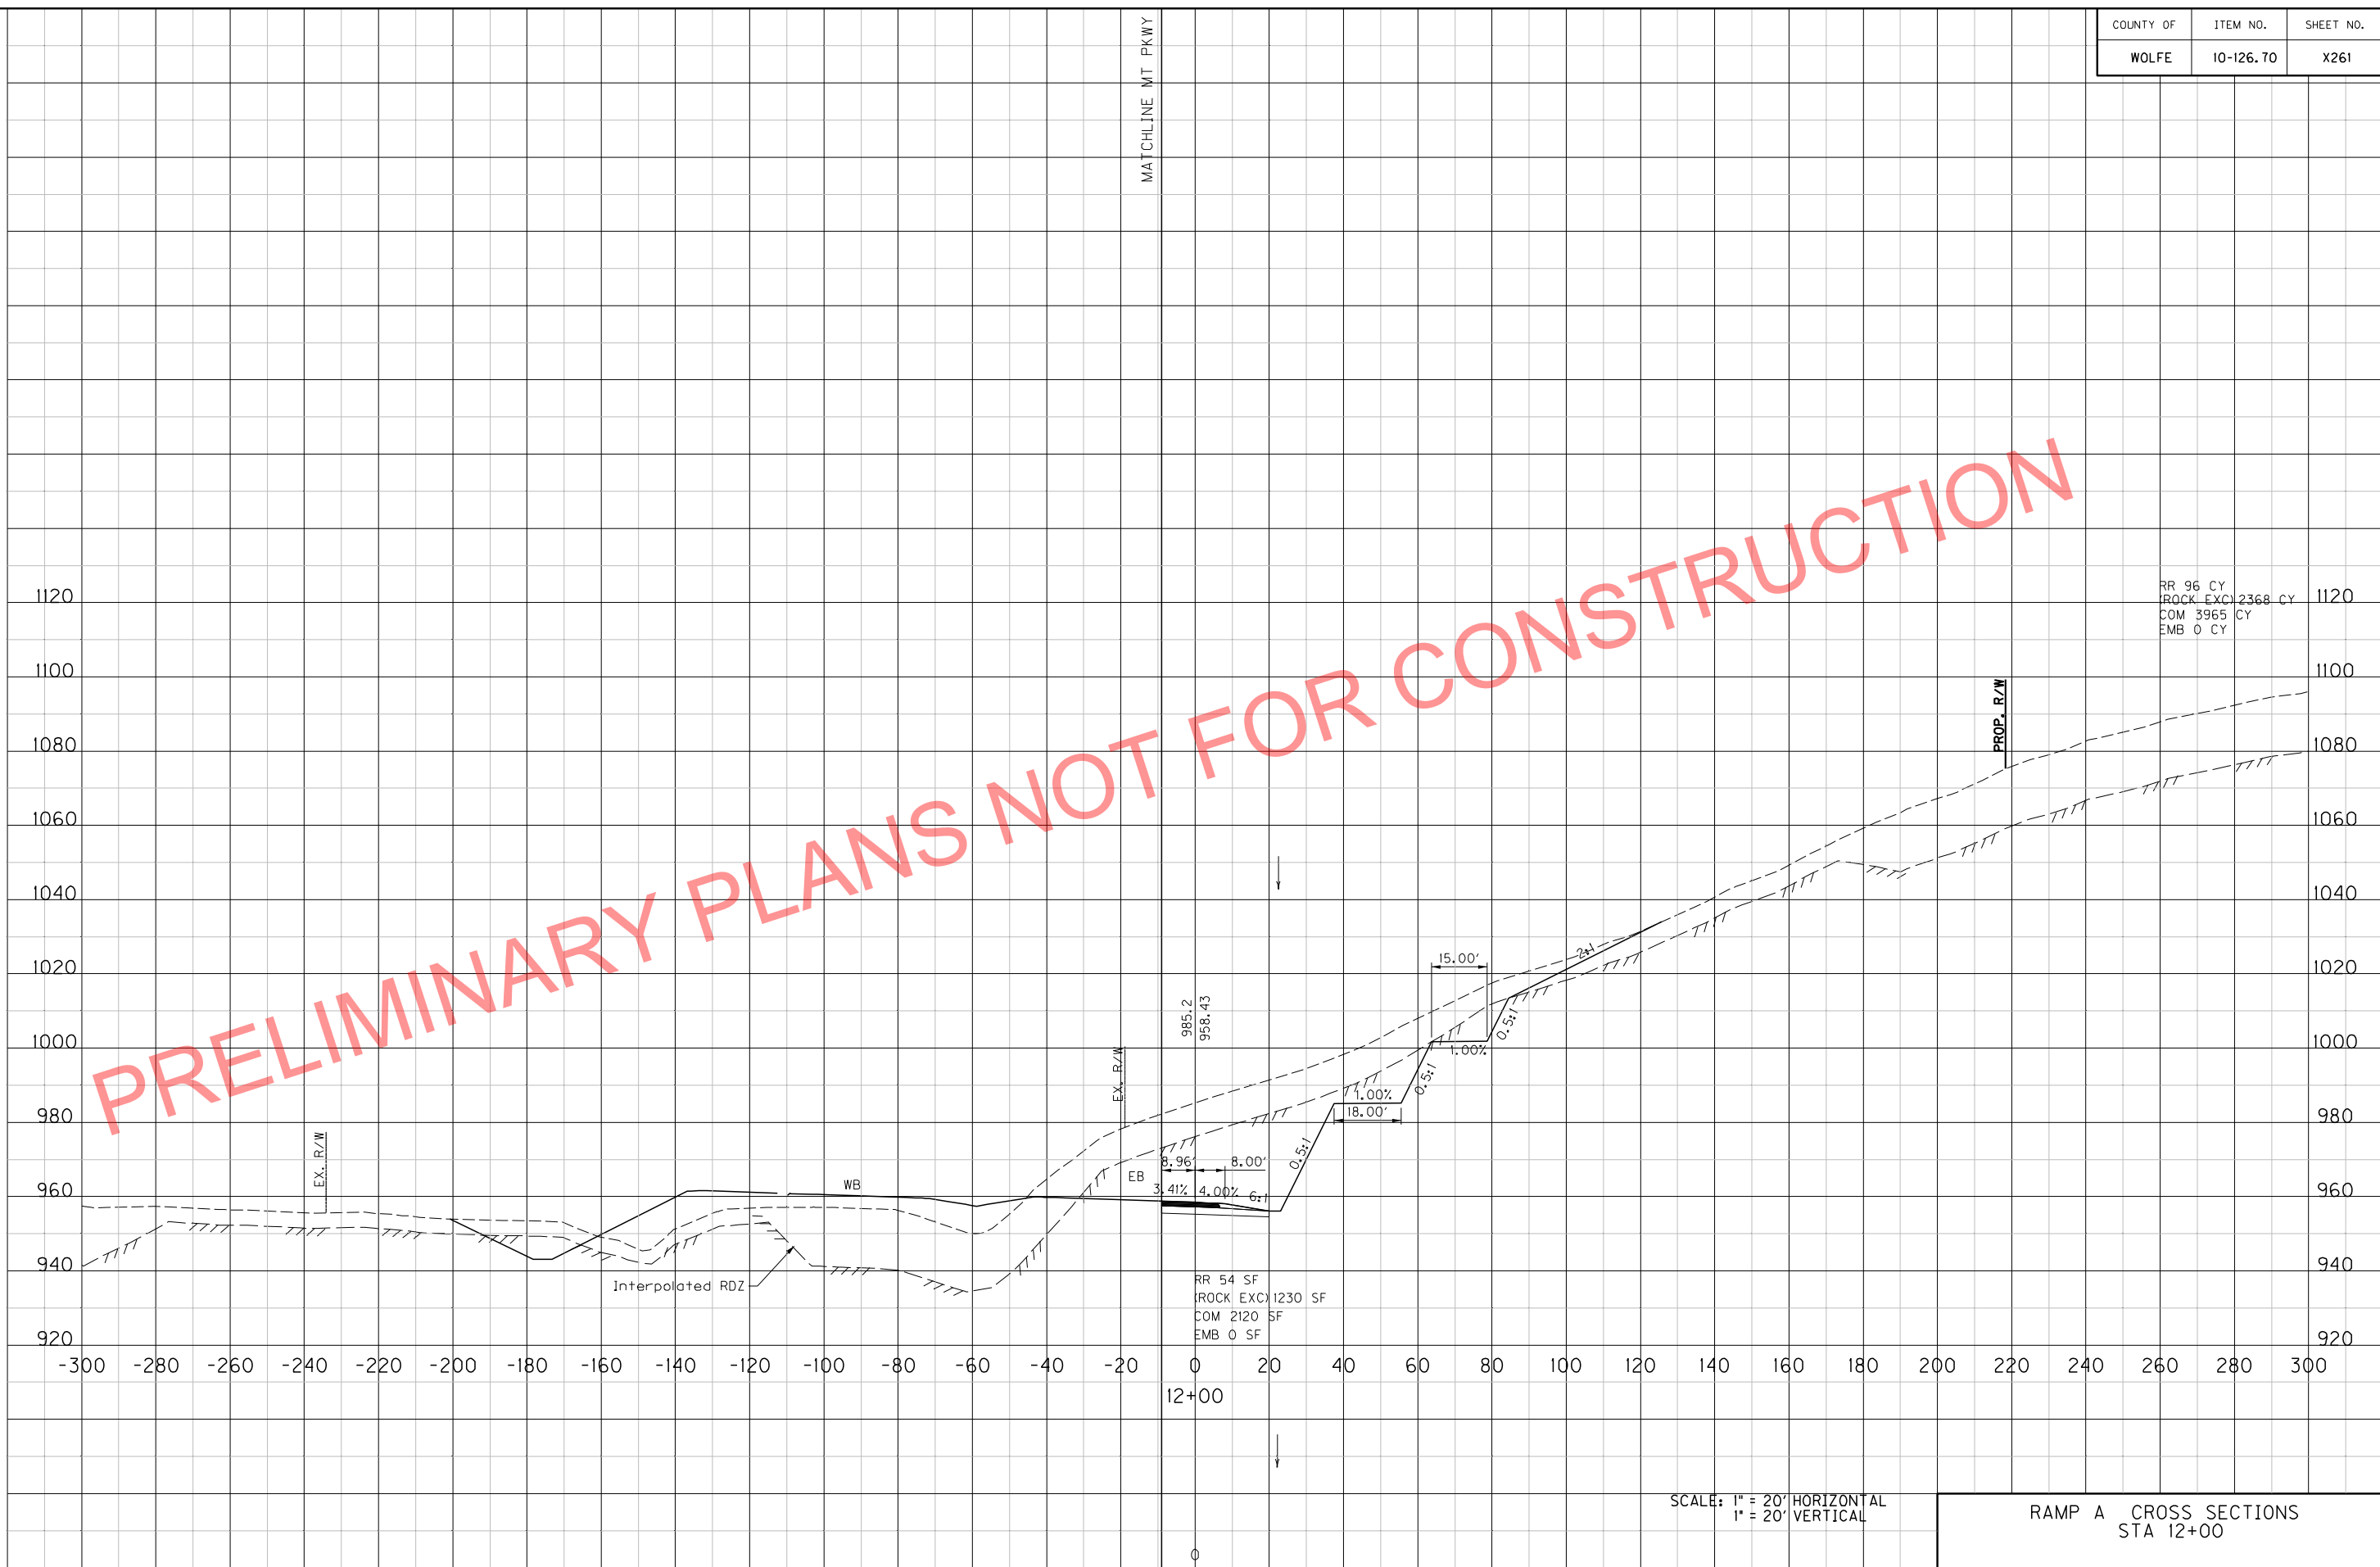 COUNTY OF ITEM NO. SHEET NO.
WOLFE 10-126.70 X261
MATCHLINE MT PKWY
PRELIMINARY PLANS NOT FOR CONSTRUCTION
RR 96 CY
(ROCK EXC) 2368 CY
COM 3965 CY
EMB 0 CY
1120 1120
1100 1100
1080 1080
1060 1060
1040 1040
1020 1020
1000 1000
980 980
960 960
940 940
920 920
PROP. R/W
2:1
15.00'
985.2
958.43
0.5:1
1.00%
EX. R/W
0.5:1
1.00%
18.00'
EX. R/W
0.5:1
8.96' 8.00'
EB
WB
3.41% 4.00% 6:1
Interpolated RDZ
RR 54 SF
(ROCK EXC) 1230 SF
COM 2120 SF
EMB 0 SF
-300 -280 -260 -240 -220 -200 -180 -160 -140 -120 -100 -80 -60 -40 -20 0 20 40 60 80 100 120 140 160 180 200 220 240 260 280 300
12+00
SCALE: 1" = 20' HORIZONTAL
1" = 20' VERTICAL
RAMP A CROSS SECTIONS
STA 12+00
0